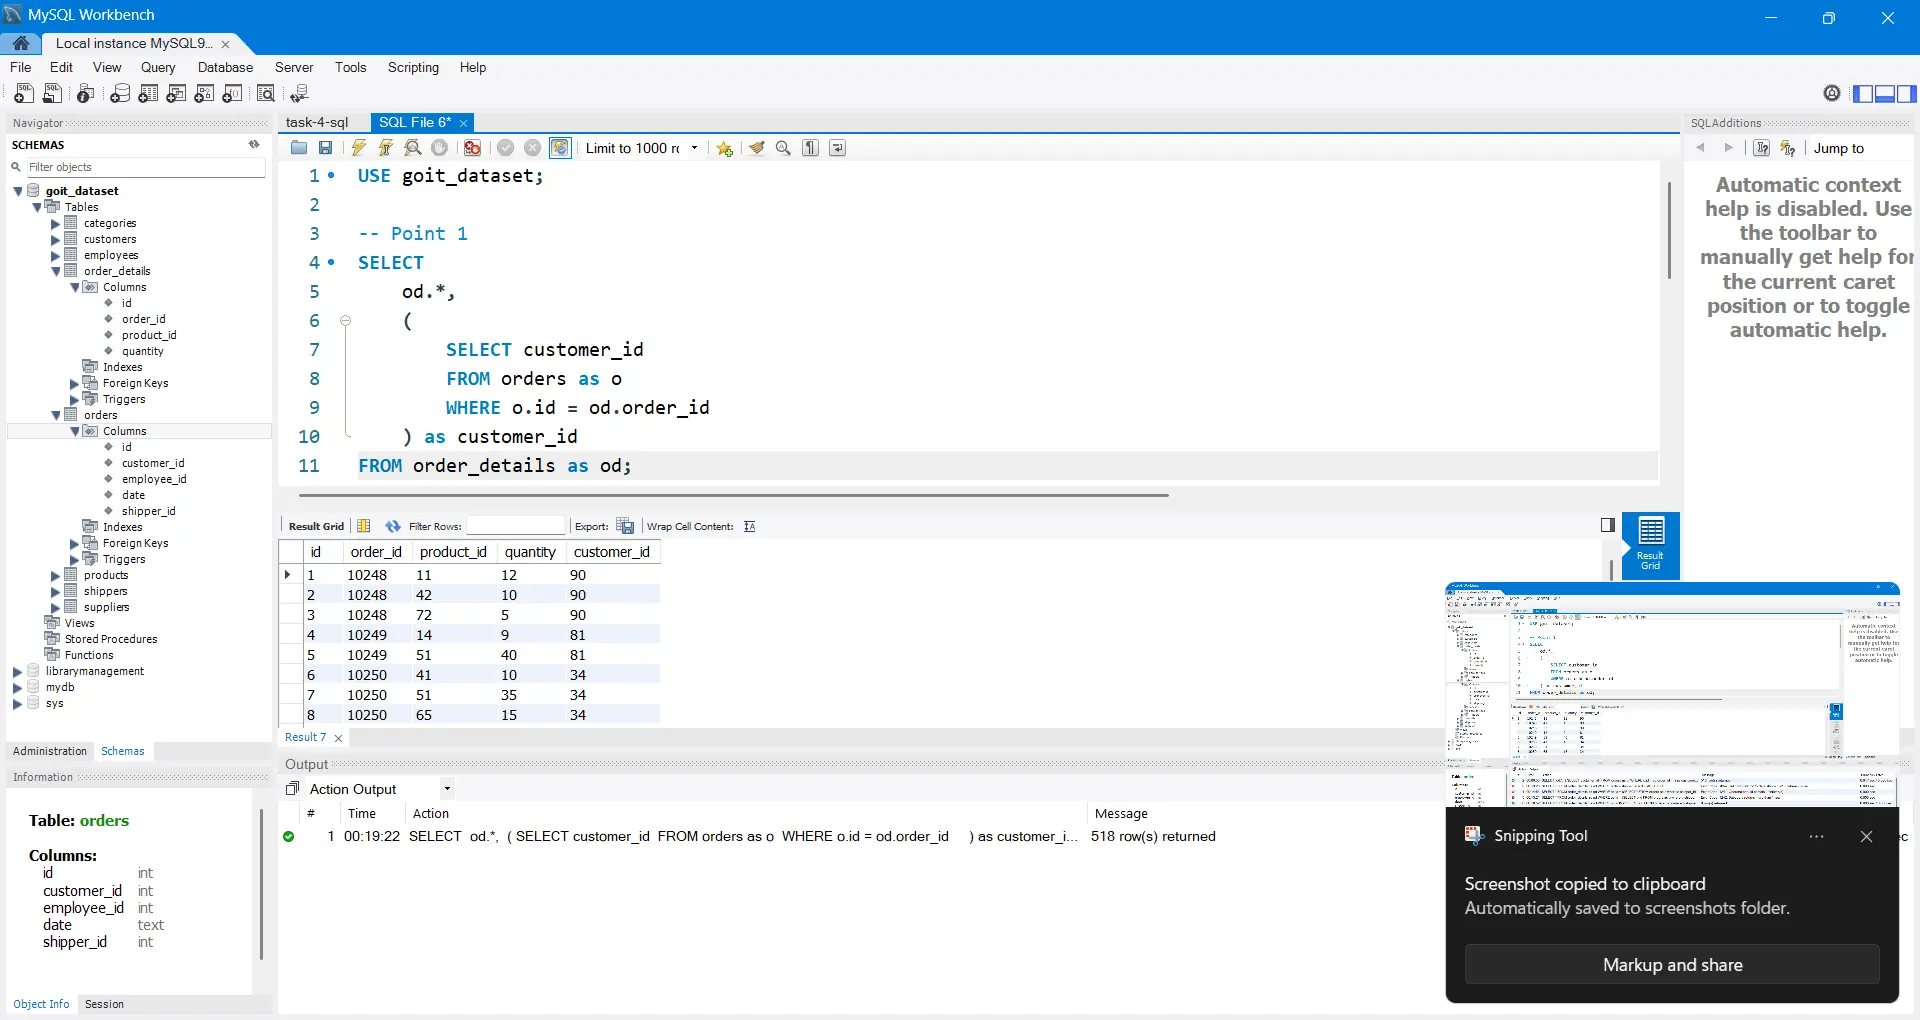 MySQL Workbench
Local instance MySQL9...
File Edit View Query Database Server Tools Scripting Help
Navigator
SCHEMAS
Filter objects
goit_dataset
Tables
categories
customers
employees
order_details
Columns
id
order_id
product_id
quantity
Indexes
Foreign Keys
Triggers
orders
Columns
id
customer_id
employee_id
date
shipper_id
Indexes
Foreign Keys
Triggers
products
shippers
suppliers
Views
Stored Procedures
Functions
librarymanagement
mydb
sys
Administration Schemas
Information
Table: orders
Columns:
id int
customer_id int
employee_id int
date text
shipper_id int
Object Info Session
task-4-sql SQL File 6*
Limit to 1000 r
1 USE goit_dataset;
2
3 -- Point 1
4 SELECT
5 od.*,
6 (
7 SELECT customer_id
8 FROM orders as o
9 WHERE o.id = od.order_id
10 ) as customer_id
11 FROM order_details as od;
Result Grid Filter Rows: Export: Wrap Cell Content:
id order_id product_id quantity customer_id
1 10248 11 12 90
2 10248 42 10 90
3 10248 72 5 90
4 10249 14 9 81
5 10249 51 40 81
6 10250 41 10 34
7 10250 51 35 34
8 10250 65 15 34
Result Grid
Result 7
Output
Action Output
# Time Action Message
1 00:19:22 SELECT od.*, ( SELECT customer_id FROM orders as o WHERE o.id = od.order_id ) as customer_i... 518 row(s) returned
SQLAdditions
Jump to
Automatic context
help is disabled. Use
the toolbar to
manually get help for
the current caret
position or to toggle
automatic help.
Snipping Tool
Screenshot copied to clipboard
Automatically saved to screenshots folder.
Markup and share